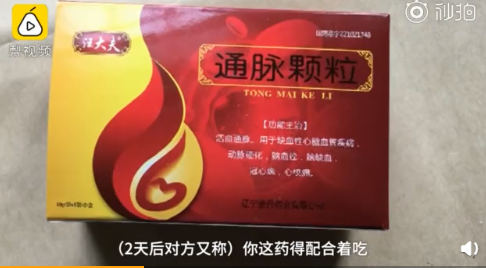 梨视频
秒拍
汪大夫
国药准字Z21021748
通脉颗粒
TONG MAI KE LI
【功能主治】
活血通脉。用于缺血性心脑血管疾病,
动脉硬化,脑血栓,脑缺血,
冠心病,心绞痛。
(2天后对方又称)你这药得配合着吃